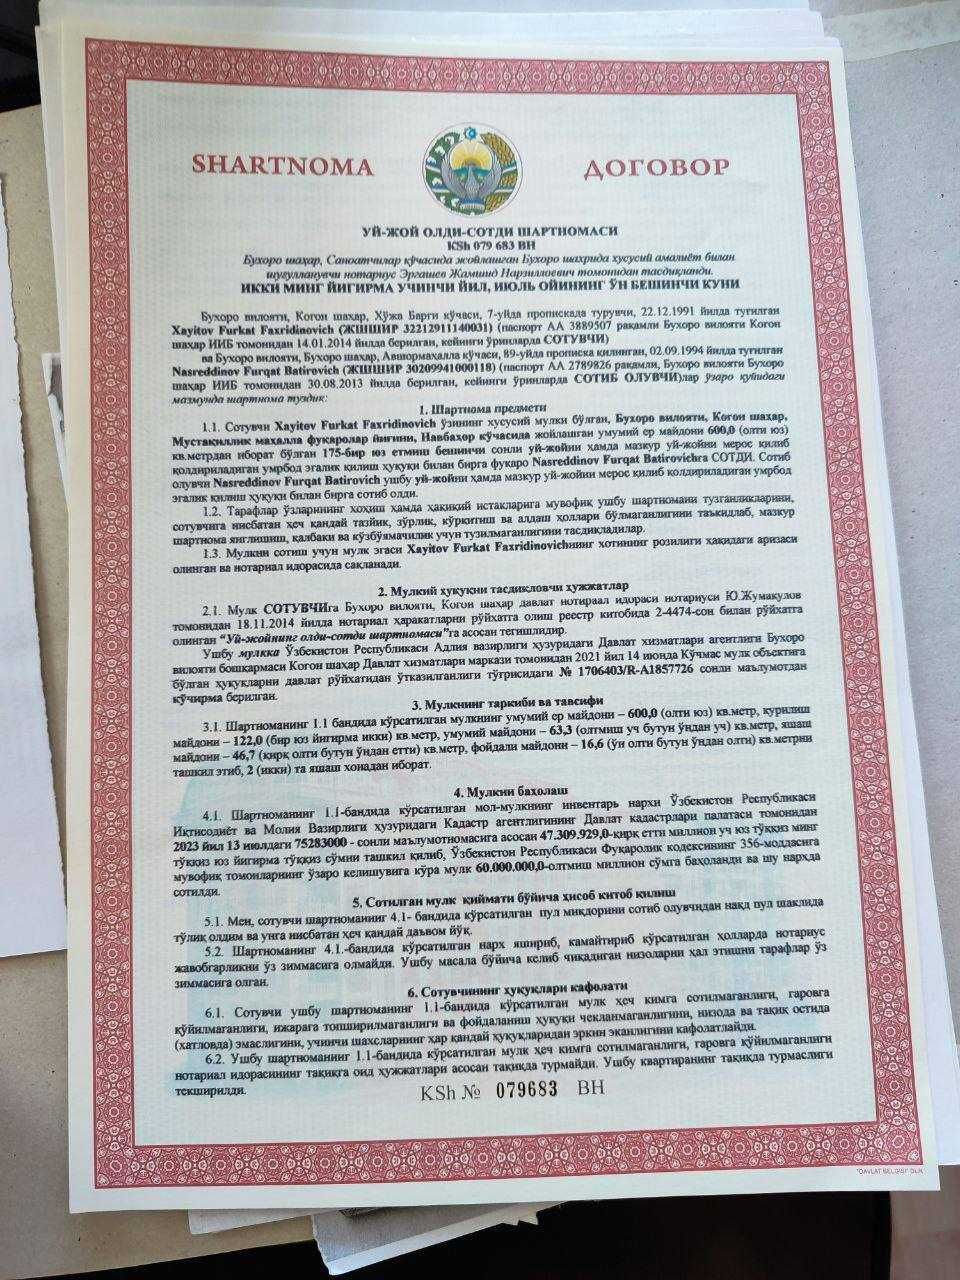 SHARTNOMA ДОГОВОР
УЙ-ЖОЙ ОЛДИ-СОТДИ ШАРТНОМАСИ
KSh 079 683 BH
Бухоро шаҳар, Саноатчилар кўчасида жойлашган Бухоро шаҳрида хусусий амалиёт билан
шуғулланувчи нотариус Эргашев Жамшид Нарзиллоевич томонидан тасдиқланди.
ИККИ МИНГ ЙИГИРМА УЧИНЧИ ЙИЛ, ИЮЛЬ ОЙИНИНГ ЎН БЕШИНЧИ КУНИ
Бухоро вилояти, Когон шаҳар, Хўжа Барги кўчаси, 7-уйда пропискада турувчи, 22.12.1991 йилда туғилган
Xayitov Furkat Faxridinovich (ЖШШИР 32212911140031) (паспорт АА 3889507 рақамли Бухоро вилояти Когон
шаҳар ИИБ томонидан 14.01.2014 йилда берилган, кейинги ўринларда СОТУВЧИ)
ва Бухоро вилояти, Бухоро шаҳар, Авшормаҳалла кўчаси, 89-уйда прописка қилинган, 02.09.1994 йилда туғилган
Nasreddinov Furqat Batirovich (ЖШШИР 30209941000118) (паспорт АА 2789826 рақамли, Бухоро вилояти Бухоро
шаҳар ИИБ томонидан 30.08.2013 йилда берилган, кейинги ўринларда СОТИБ ОЛУВЧИ)лар ўзаро қуйидаги
мазмунда шартнома туздик:
1. Шартнома предмети
1.1. Сотувчи Xayitov Furkat Faxridinovich ўзининг хусусий мулки бўлган, Бухоро вилояти, Когон шаҳар,
Мустақиллик маҳалла фуқаролар йиғини, Навбаҳор кўчасида жойлашган умумий ер майдони 600,0 (олти юз)
кв.метрдан иборат бўлган 175-бир юз етмиш бешинчи сонли уй-жойни ҳамда мазкур уй-жойни мерос қилиб
қолдириладиган умрбод эгалик қилиш ҳуқуқи билан бирга фуқаро Nasreddinov Furqat Batirovichга СОТДИ. Сотиб
олувчи Nasreddinov Furqat Batirovich ушбу уй-жойни ҳамда мазкур уй-жойни мерос қилиб қолдириладиган умрбод
эгалик қилиш ҳуқуқи билан бирга сотиб олди.
1.2. Тарафлар ўзларининг хоҳиш ҳамда ҳақиқий истакларига мувофиқ ушбу шартномани тузганликларини,
сотувчига нисбатан ҳеч қандай тазйиқ, зўрлик, қўрқитиш ва алдаш ҳоллари бўлмаганлигини таъкидлаб, мазкур
шартнома янглишиш, қалбаки ва кўзбўямачилик учун тузилмаганлигини тасдиқладилар.
1.3. Мулкни сотиш учун мулк эгаси Xayitov Furkat Faxridinovichнинг хотининг розилиги ҳақидаги аризаси
олинган ва нотариал идорасида сақланади.
2. Мулкий ҳуқуқни тасдиқловчи ҳужжатлар
2.1. Мулк СОТУВЧИга Бухоро вилояти, Когон шаҳар давлат нотириал идораси нотариуси Ю.Жумакулов
томонидан 18.11.2014 йилда нотариал ҳаракатларни рўйхатга олиш реестр китобида 2-4474-сон билан рўйхатга
олинган “Уй-жойнинг олди-сотди шартномаси”га асосан тегишлидир.
Ушбу мулкка Ўзбекистон Республикаси Адлия вазирлиги ҳузуридаги Давлат хизматлари агентлиги Бухоро
вилояти бошқармаси Когон шаҳар Давлат хизматлари маркази томонидан 2021 йил 14 июнда Кўчмас мулк объектига
бўлган ҳуқуқларни давлат рўйхатидан ўтказилганлиги тўғрисидаги № 1706403/R-A1857726 сонли маълумотдан
кўчирма берилган.
3. Мулкнинг таркиби ва тавсифи
3.1. Шартноманинг 1.1 бандида кўрсатилган мулкнинг умумий ер майдони – 600,0 (олти юз) кв.метр, қурилиш
майдони – 122,0 (бир юз йигирма икки) кв.метр, умумий майдони – 63,3 (олтмиш уч бутун ўндан уч) кв.метр, яшаш
майдони – 46,7 (қирқ олти бутун ўндан етти) кв.метр, фойдали майдони – 16,6 (ўн олти бутун ўндан олти) кв.метрни
ташкил этиб, 2 (икки) та яшаш хонадан иборат.
4. Мулкни баҳолаш
4.1. Шартноманинг 1.1-бандида кўрсатилган мол-мулкнинг инвентарь нархи Ўзбекистон Республикаси
Иқтисодиёт ва Молия Вазирлиги ҳузуридаги Кадастр агентлигининг Давлат кадастрлари палатаси томонидан
2023 йил 13 июлдаги 75283000 - сонли маълумотномасига асосан 47.309.929,0-қирқ етти миллион уч юз тўққиз минг
тўққиз юз йигирма тўққиз сўмни ташкил қилиб, Ўзбекистон Республикаси Фуқаролик кодексининг 356-моддасига
мувофиқ томонларнинг ўзаро келишувига кўра мулк 60.000.000,0-олтмиш миллион сўмга баҳоланди ва шу нархда
сотилди.
5. Сотилган мулк қиймати бўйича ҳисоб китоб қилиш
5.1. Мен, сотувчи шартноманинг 4.1- бандида кўрсатилган пул миқдорини сотиб олувчидан нақд пул шаклида
тўлиқ олдим ва унга нисбатан ҳеч қандай даъвом йўқ.
5.2. Шартноманинг 4.1.-бандида кўрсатилган нарх яшириб, камайтириб кўрсатилган ҳолларда нотариус
жавобгарликни ўз зиммасига олмайди. Ушбу масала бўйича келиб чиқадиган низоларни ҳал этишни тарафлар ўз
зиммасига олган.
6. Сотувчининг ҳуқуқлари кафолати
6.1. Сотувчи ушбу шартноманинг 1.1-бандида кўрсатилган мулк ҳеч кимга сотилмаганлиги, гаровга
қўйилмаганлиги, ижарага топширилмаганлиги ва фойдаланиш ҳуқуқи чекланмаганлигини, низода ва тақиқ остида
(хатловда) эмаслигини, учинчи шахсларнинг ҳар қандай ҳуқуқларидан эркин эканлигини кафолатлайди.
6.2. Ушбу шартноманинг 1.1-бандида кўрсатилган мулк ҳеч кимга сотилмаганлиги, гаровга қўйилмаганлиги
нотариал идорасининг тақиқга оид ҳужжатлари асосан тақиқда турмайди. Ушбу квартиранинг тақиқда турмаслиги
текширилди.
KSh № 079683 BH
"DAVLAT BELGISI" DUK